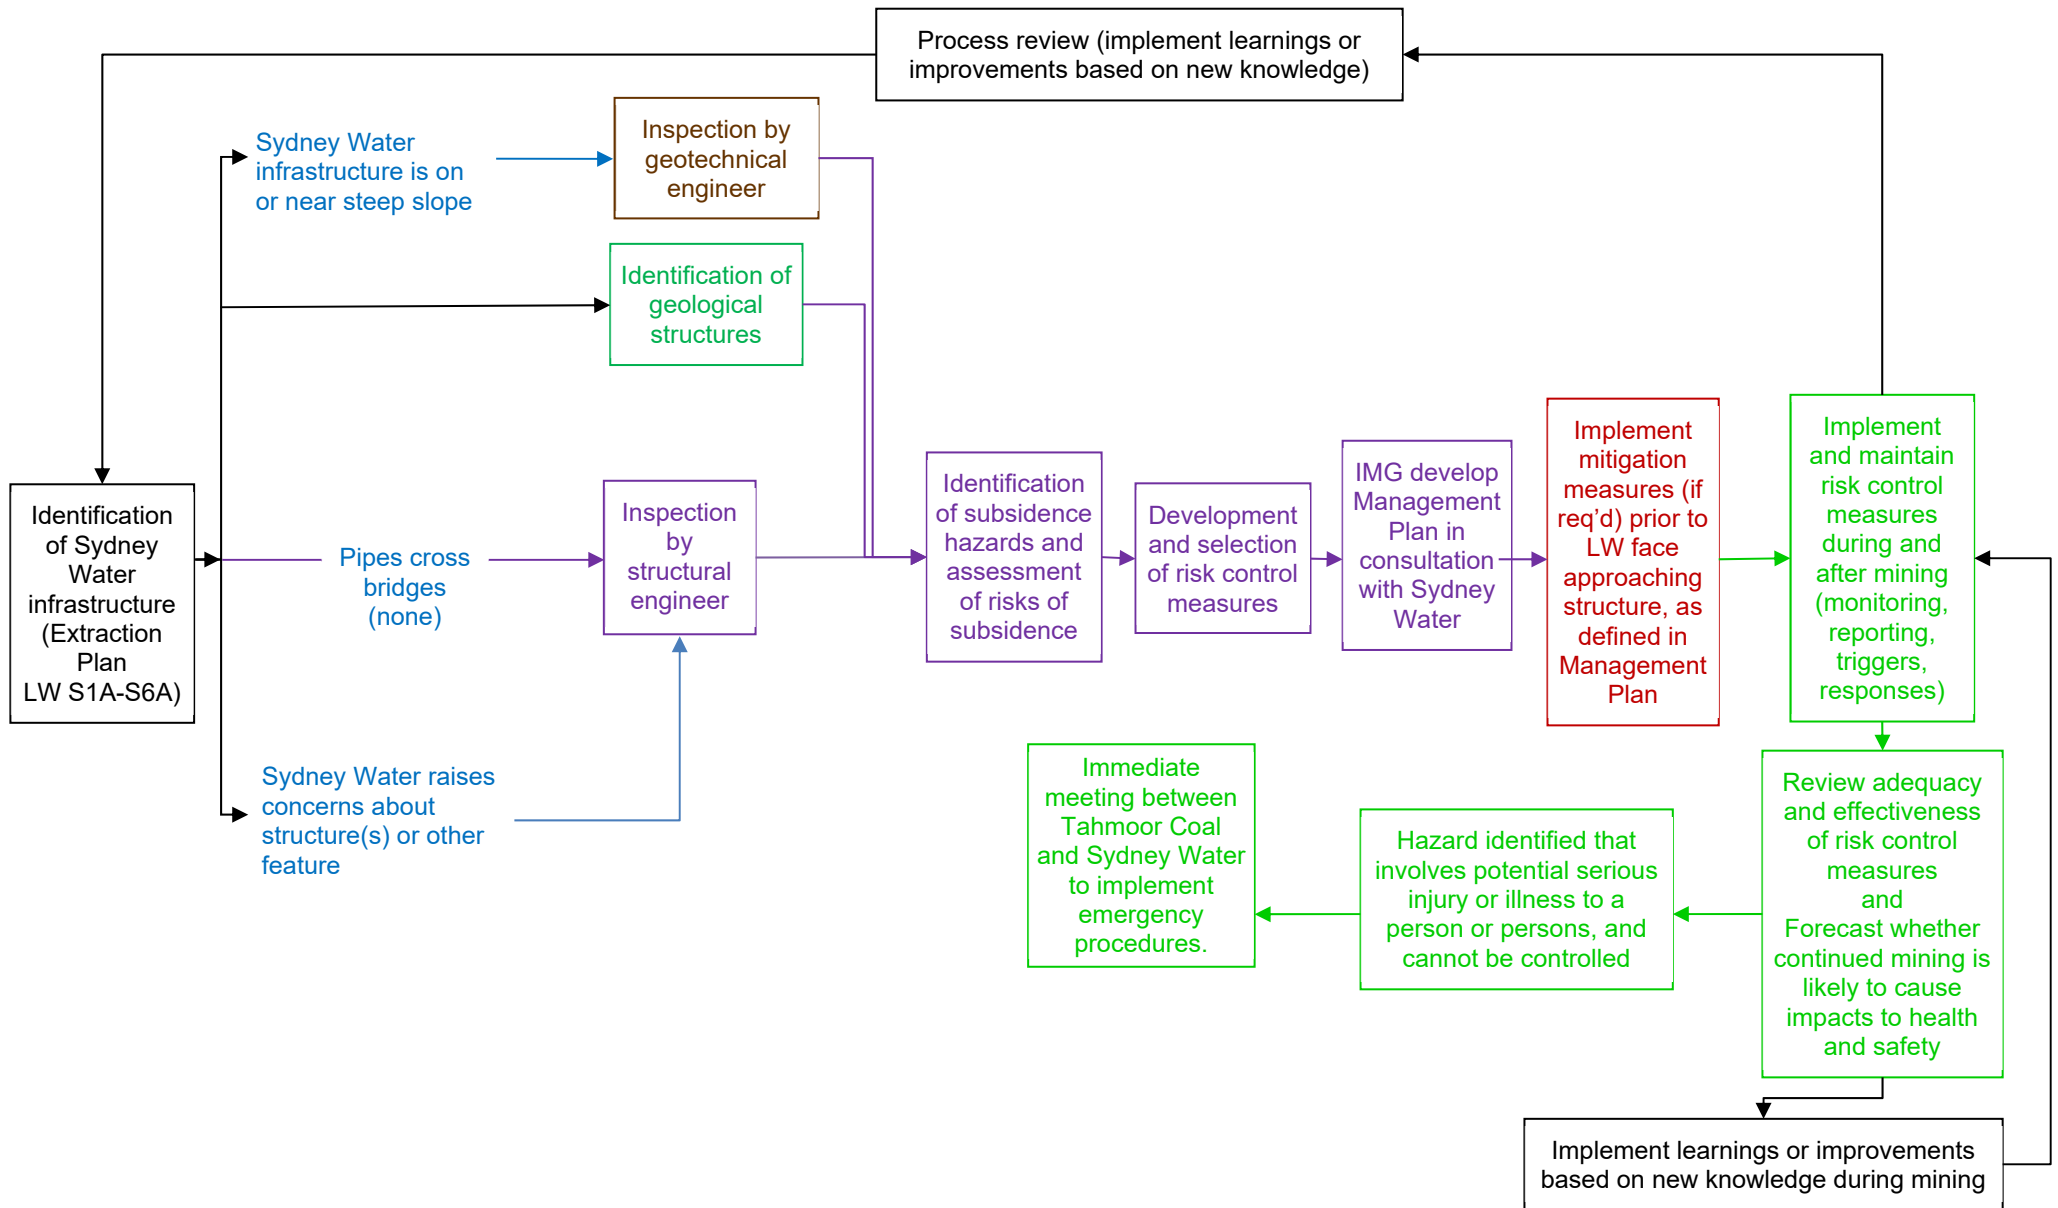 Process review (implement learnings or
improvements based on new knowledge)
Sydney Water
infrastructure is on
or near steep slope
Inspection by
geotechnical
engineer
Identification of
geological
structures
Identification
of Sydney
Water
infrastructure
(Extraction
Plan
LW S1A-S6A)
Pipes cross
bridges
(none)
Inspection
by
structural
engineer
Sydney Water raises
concerns about
structure(s) or other
feature
Identification
of subsidence
hazards and
assessment
of risks of
subsidence
Development
and selection
of risk control
measures
IMG develop
Management
Plan in
consultation
with Sydney
Water
Implement
mitigation
measures (if
req’d) prior to
LW face
approaching
structure, as
defined in
Management
Plan
Implement
and maintain
risk control
measures
during and
after mining
(monitoring,
reporting,
triggers,
responses)
Review adequacy
and effectiveness
of risk control
measures
and
Forecast whether
continued mining is
likely to cause
impacts to health
and safety
Hazard identified that
involves potential serious
injury or illness to a
person or persons, and
cannot be controlled
Immediate
meeting between
Tahmoor Coal
and Sydney Water
to implement
emergency
procedures.
Implement learnings or improvements
based on new knowledge during mining